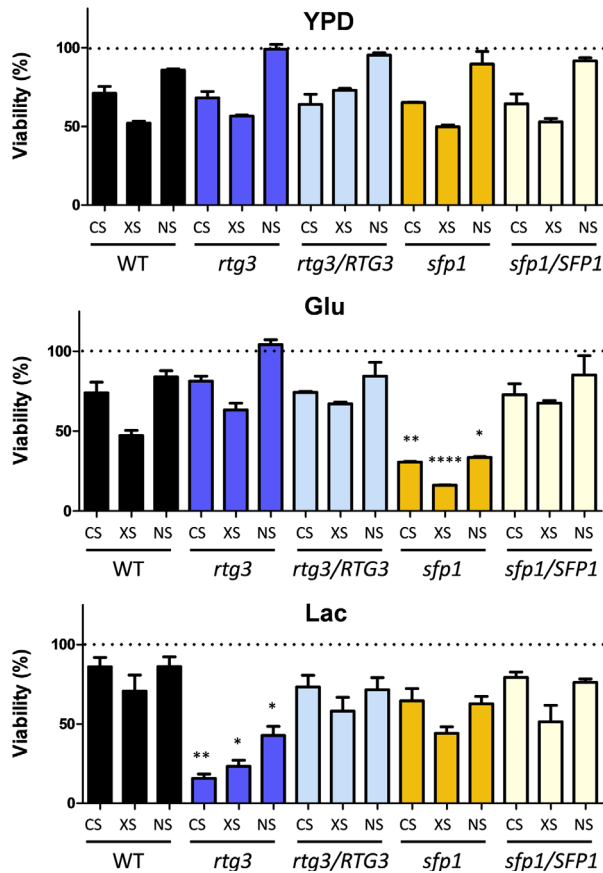 YPD
Viability (%)
100
50
0
CS XS NS CS XS NS CS XS NS CS XS NS CS XS NS
WT rtg3 rtg3/RTG3 sfp1 sfp1/SFP1
Glu
Viability (%)
100
50
0
** **** *
CS XS NS CS XS NS CS XS NS CS XS NS CS XS NS
WT rtg3 rtg3/RTG3 sfp1 sfp1/SFP1
Lac
Viability (%)
100
50
0
** * *
CS XS NS CS XS NS CS XS NS CS XS NS CS XS NS
WT rtg3 rtg3/RTG3 sfp1 sfp1/SFP1